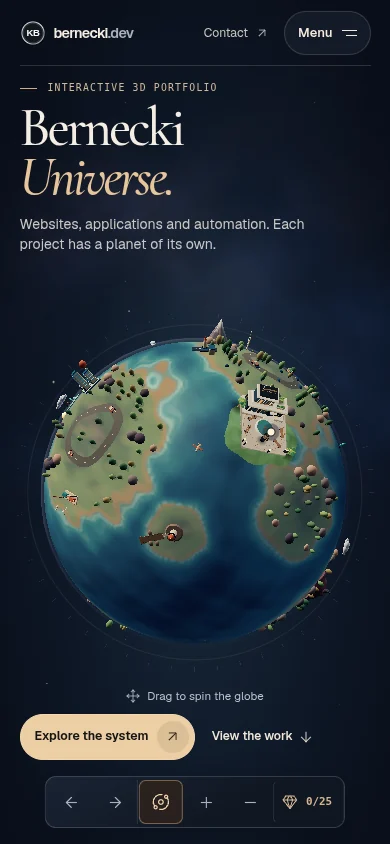 KB bernecki.dev Contact Menu
INTERACTIVE 3D PORTFOLIO
Bernecki
Universe.
Websites, applications and automation. Each
project has a planet of its own.
Drag to spin the globe
Explore the system View the work
0/25